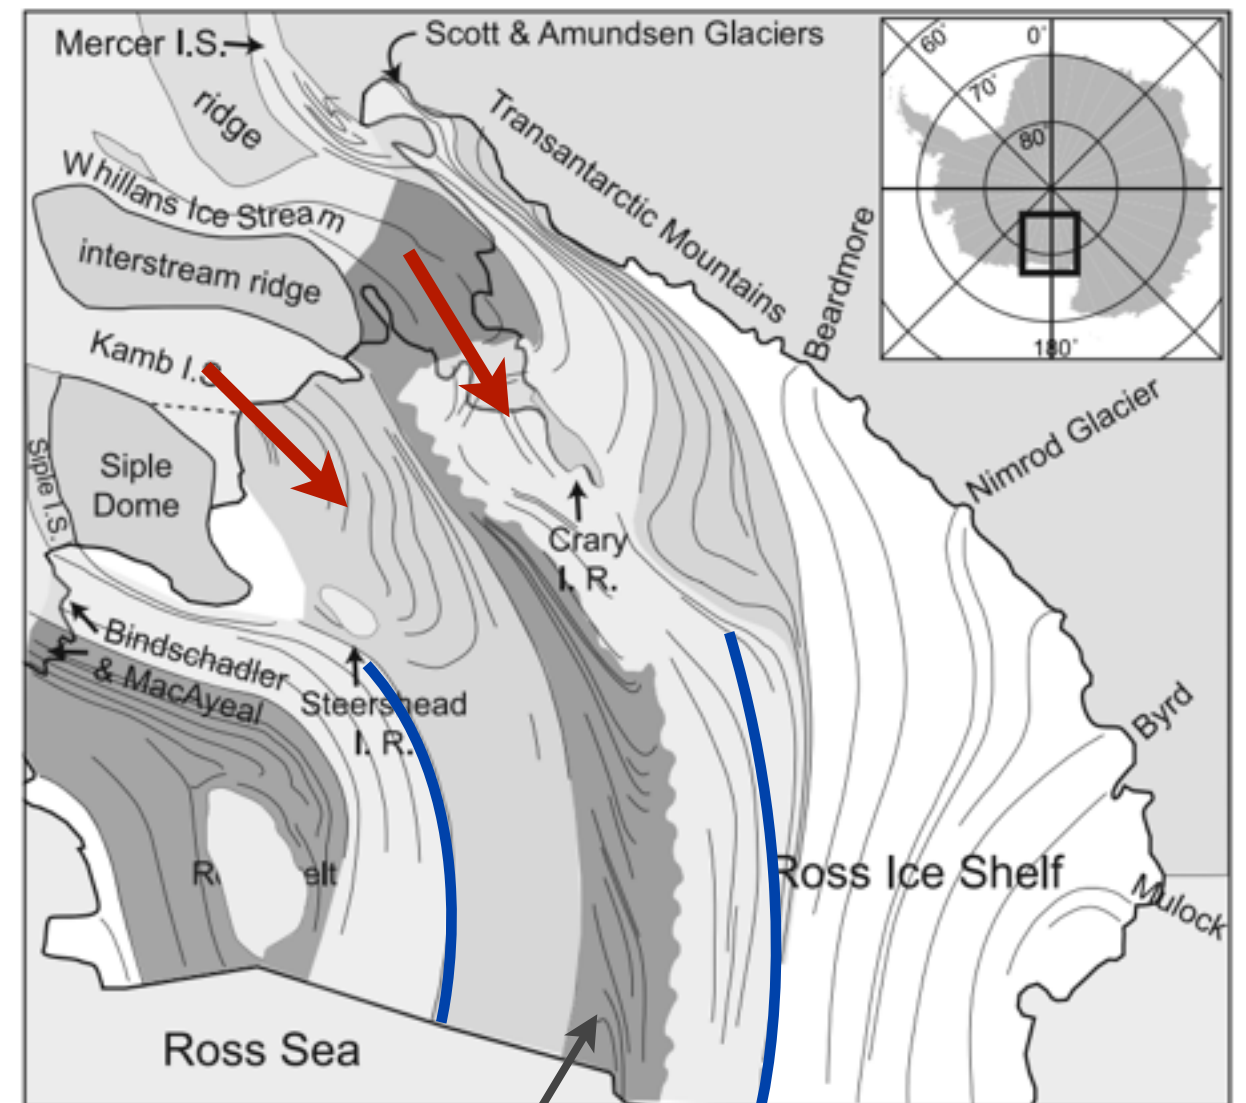 Mercer I.S.
Scott & Amundsen Glaciers
ridge
Transantarctic Mountains
Whillans Ice Stream
interstream ridge
Kamb I.S
Siple
Dome
Siple I.S.
Beardmore
Nimrod Glacier
Crary
I. R.
Bindschadler
& MacAyeal
Steershead
I. R.
Byrd
Ross Ice Shelf
Mulock
Ross Sea
60°
0°
70°
80°
180°